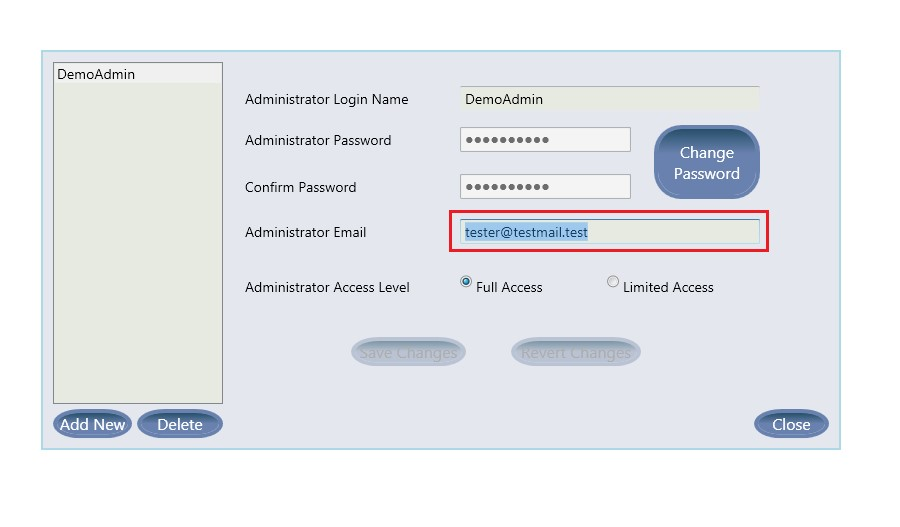 DemoAdmin
Administrator Login Name
DemoAdmin
Administrator Password
●●●●●●●●●●
Change
Password
Confirm Password
●●●●●●●●●●
Administrator Email
tester@testmail.test
Administrator Access Level
Full Access
Limited Access
Save Changes
Revert Changes
Add New
Delete
Close